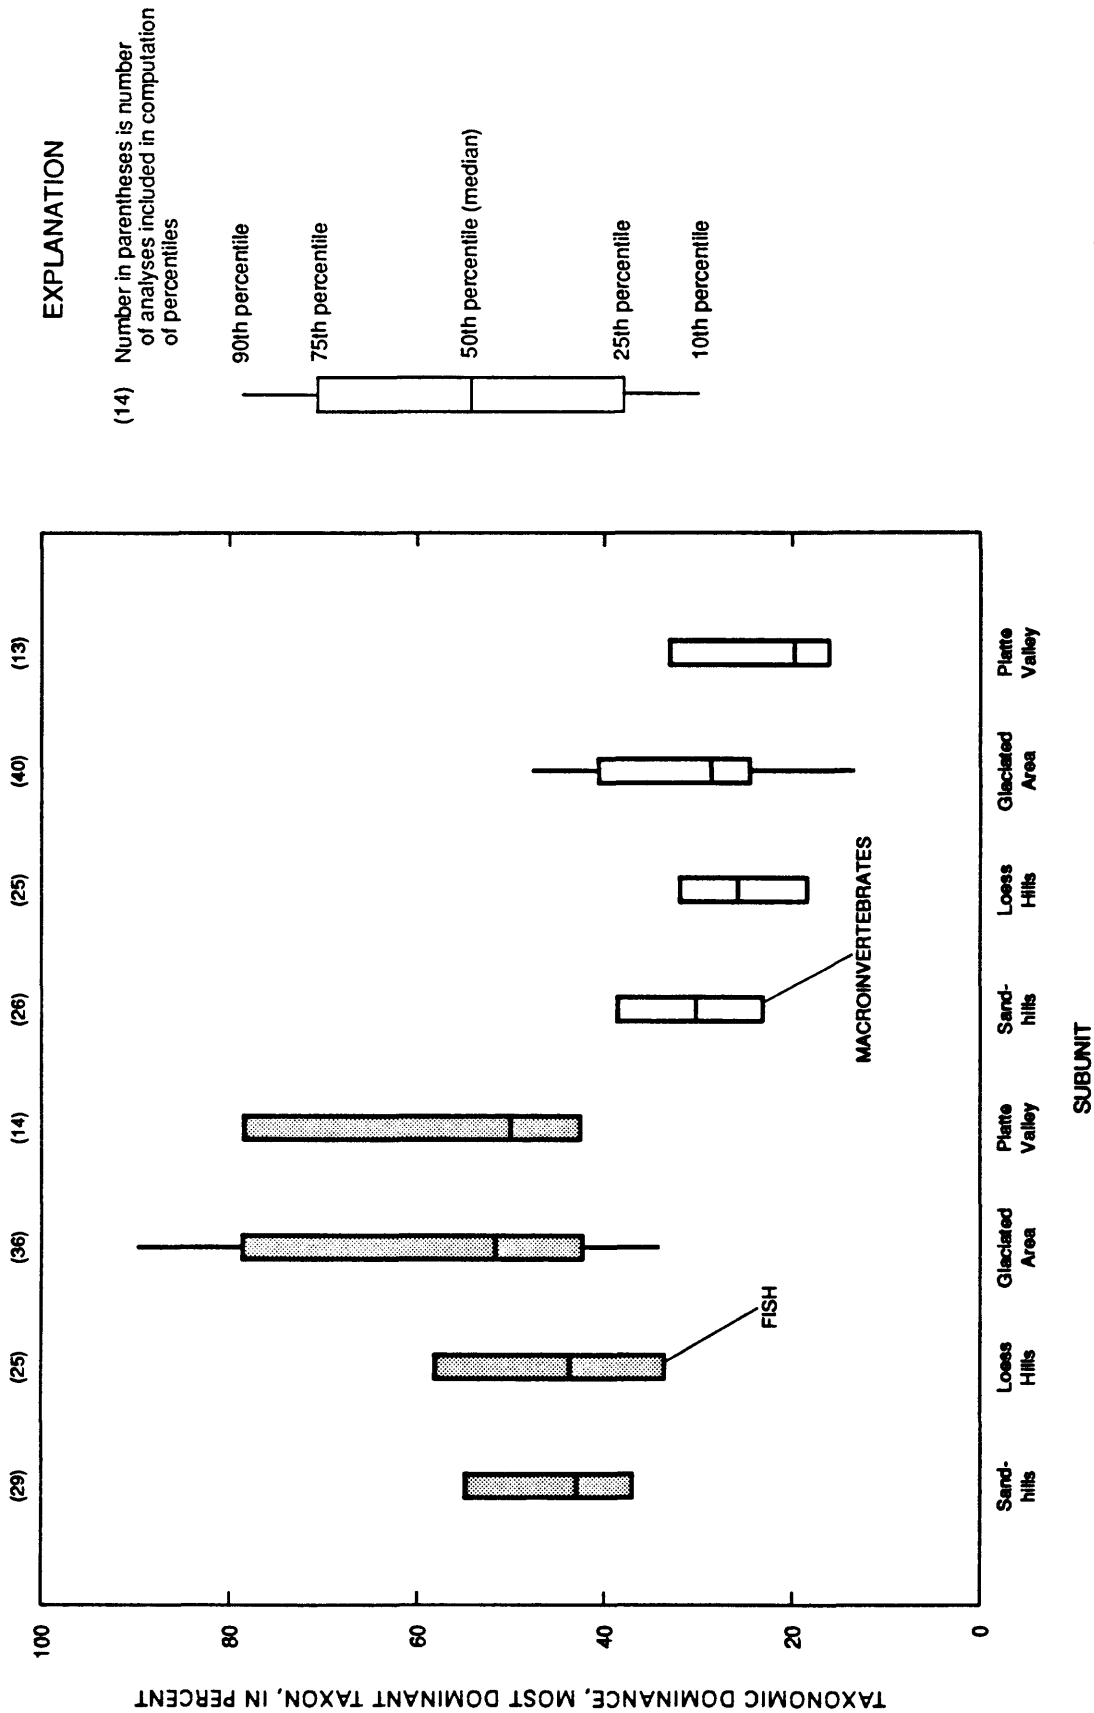 TAXONOMIC DOMINANCE, MOST DOMINANT TAXON, IN PERCENT
100
80
60
40
20
0
(29)
(25)
(36)
(14)
(26)
(25)
(40)
(13)
FISH
MACROINVERTEBRATES
Sand-
hills
Loess
Hills
Glaciated
Area
Platte
Valley
Sand-
hills
Loess
Hills
Glaciated
Area
Platte
Valley
SUBUNIT
EXPLANATION
(14) Number in parentheses is number
of analyses included in computation
of percentiles
90th percentile
75th percentile
50th percentile (median)
25th percentile
10th percentile